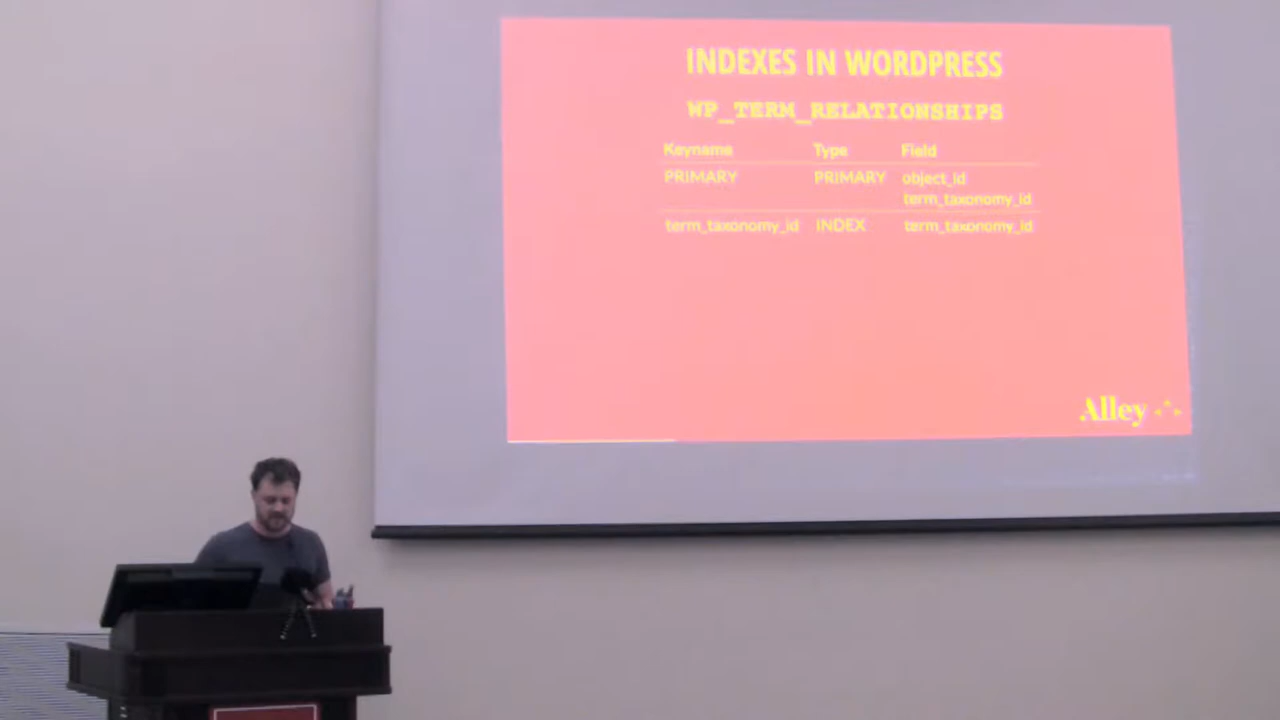 INDEXES IN WORDPRESS
WP_TERM_RELATIONSHIPS
Keyname Type Field
PRIMARY PRIMARY object_id
term_taxonomy_id
term_taxonomy_id INDEX term_taxonomy_id
Alley